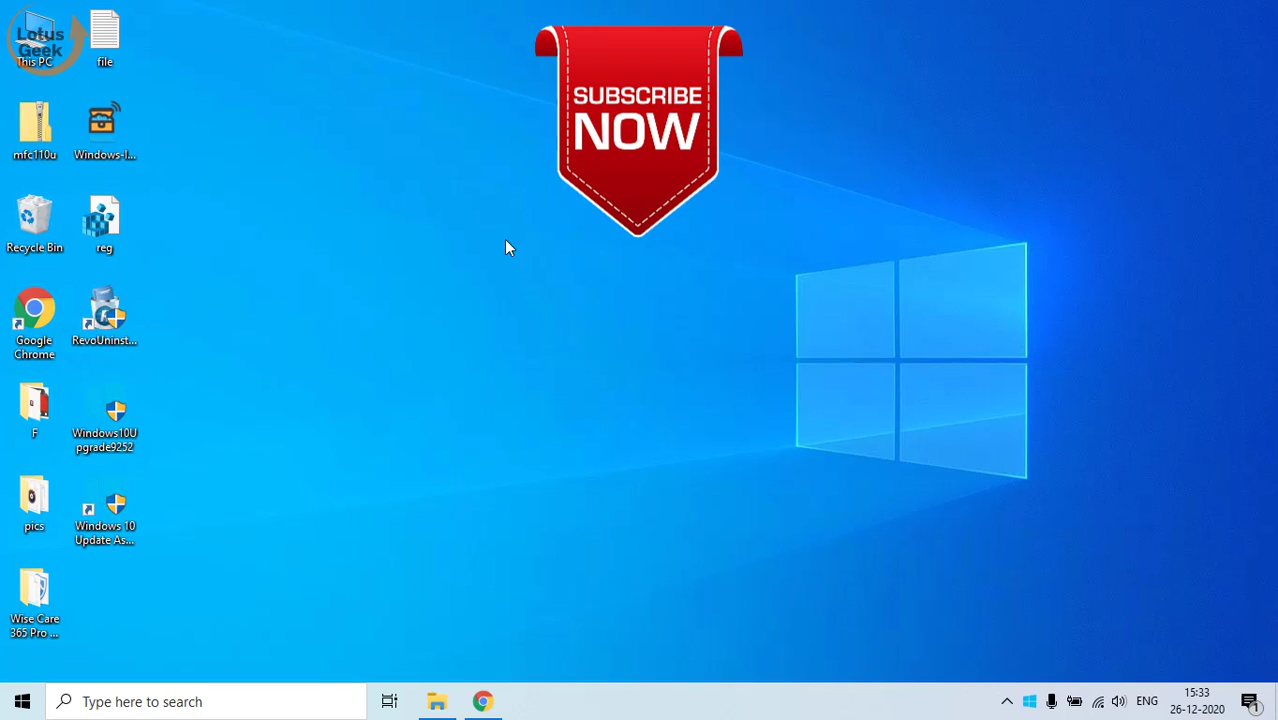 Lotus
Geek
This PC
file
mfc110u
Windows-I...
Recycle Bin
reg
Google
Chrome
RevoUninst...
F
Windows10U
pgrade9252
pics
Windows 10
Update As...
Wise Care
365 Pro ...
SUBSCRIBE
NOW
Type here to search
ENG
15:33
26-12-2020
1